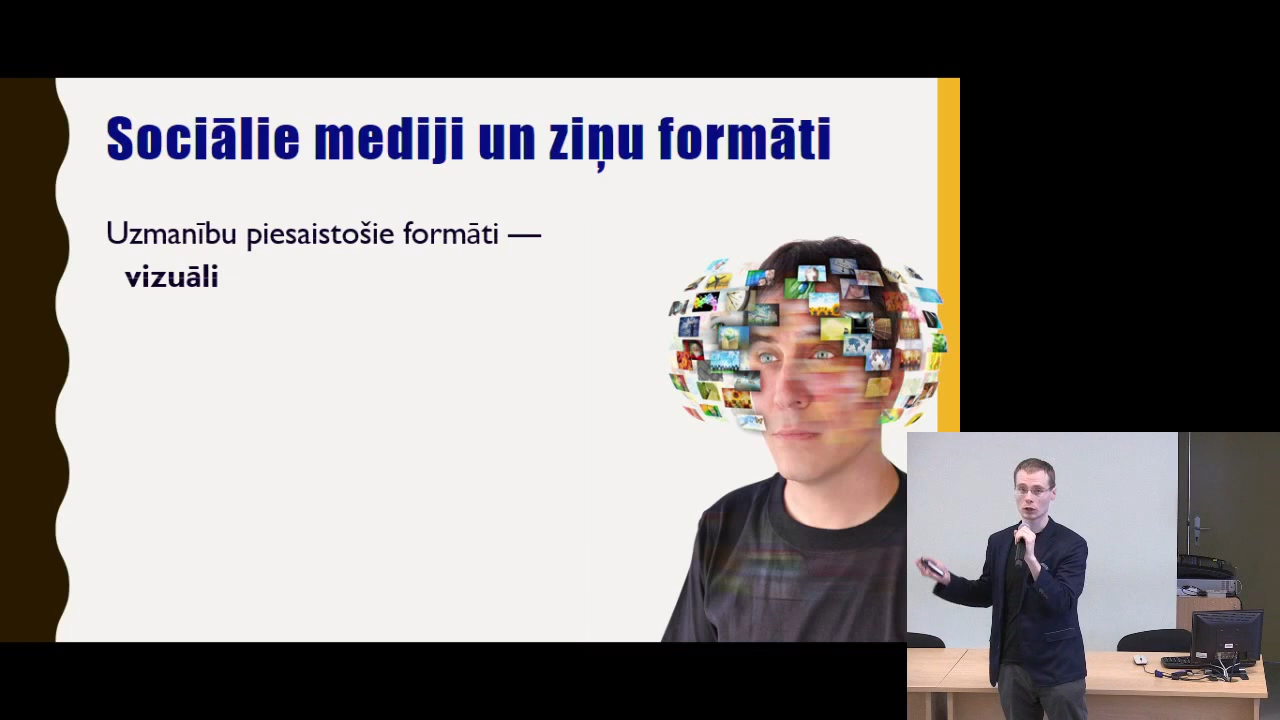 Sociālie mediji un ziņu formāti
Uzmanību piesaistošie formāti —
vizuāli